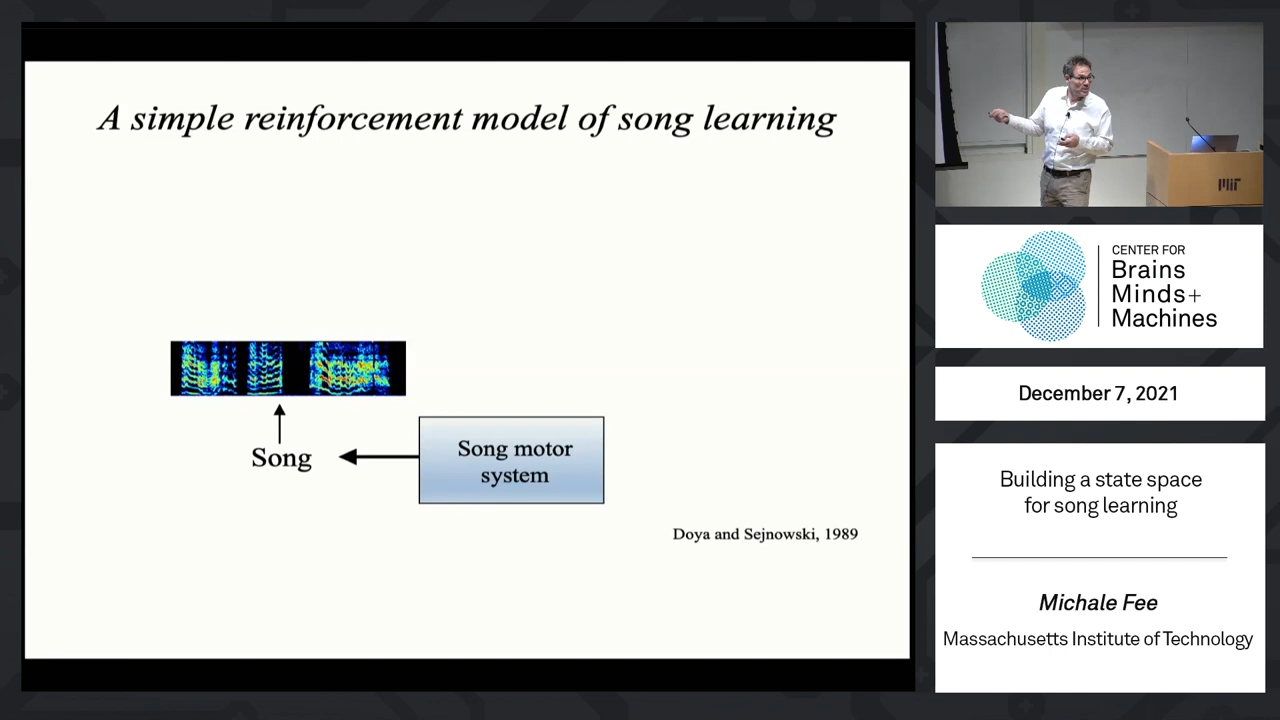 A simple reinforcement model of song learning
Song
Song motor
system
Doya and Sejnowski, 1989
MIT
CENTER FOR
Brains
Minds+
Machines
December 7, 2021
Building a state space
for song learning
Michale Fee
Massachusetts Institute of Technology